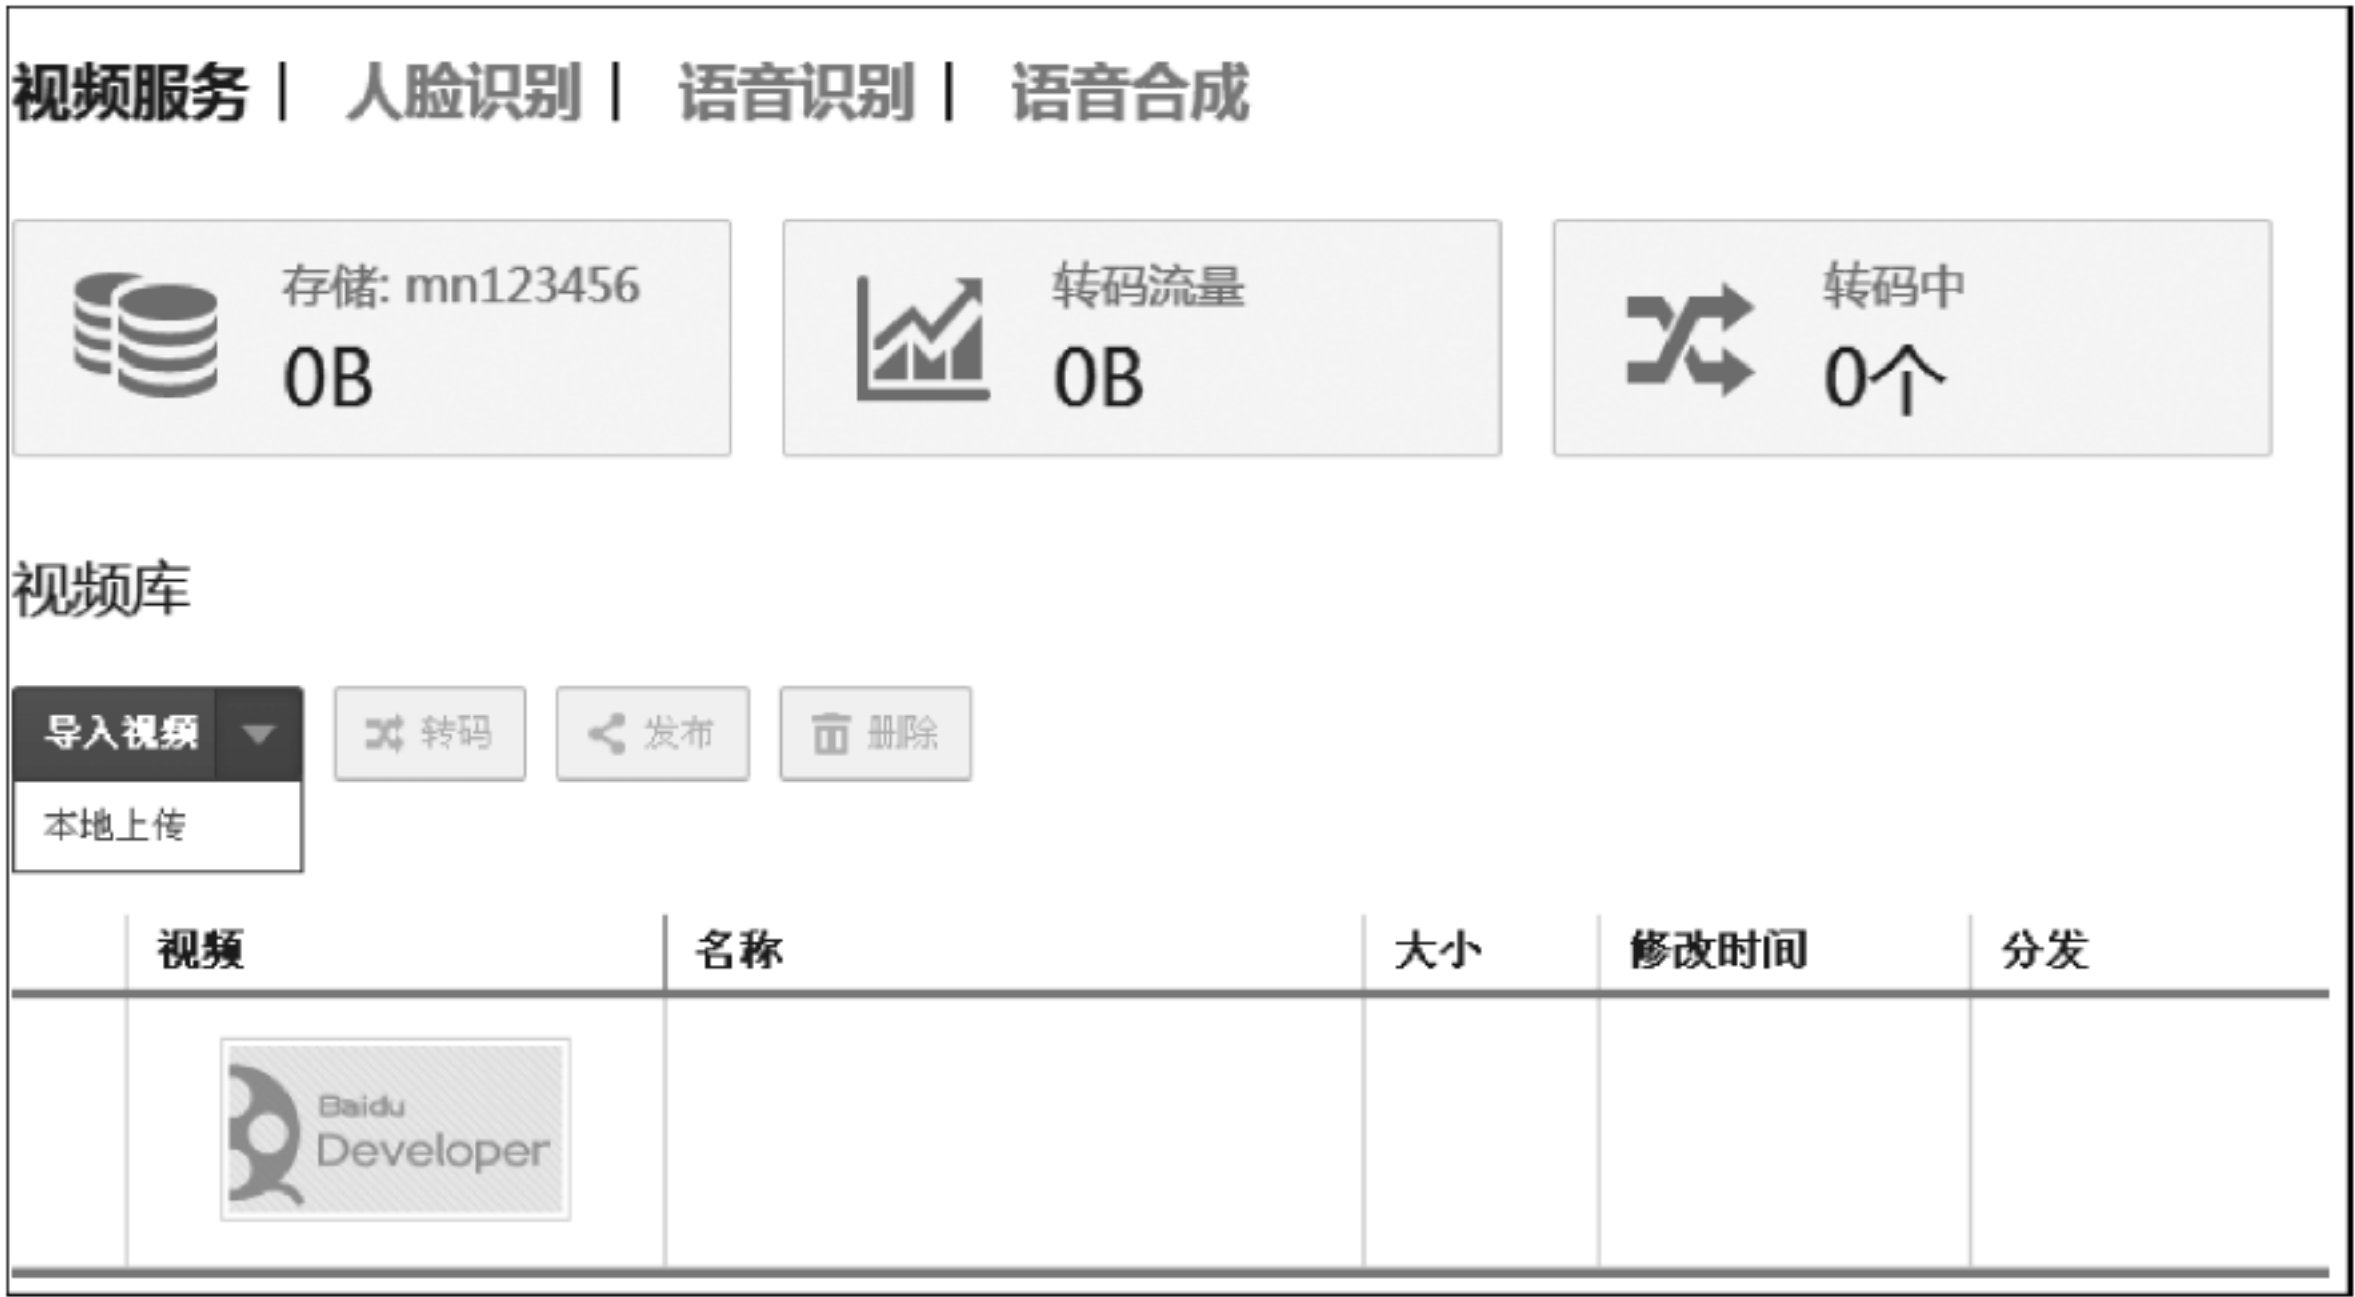 视频服务 | 人脸识别 | 语音识别 | 语音合成
存储: mn123456
0B
转码流量
0B
转码中
0个
视频库
导入视频 转码 发布 删除
本地上传
视频 名称 大小 修改时间 分发
Baidu
Developer